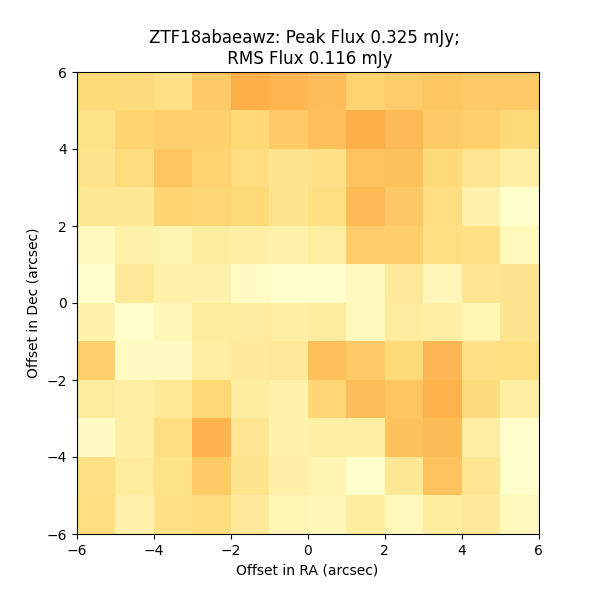 ZTF18abaeawz: Peak Flux 0.325 mJy;
RMS Flux 0.116 mJy
6
4
2
0
−2
−4
−6
Offset in Dec (arcsec)
−6 −4 −2 0 2 4 6
Offset in RA (arcsec)